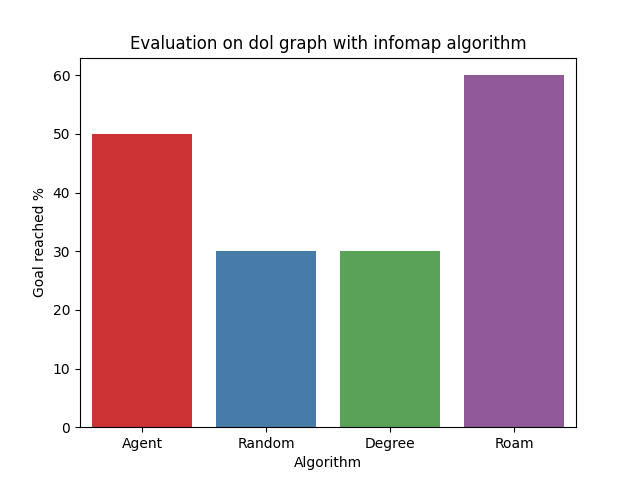 Evaluation on dol graph with infomap algorithm
60
50
40
30
20
10
0
Goal reached %
Agent Random Degree Roam
Algorithm